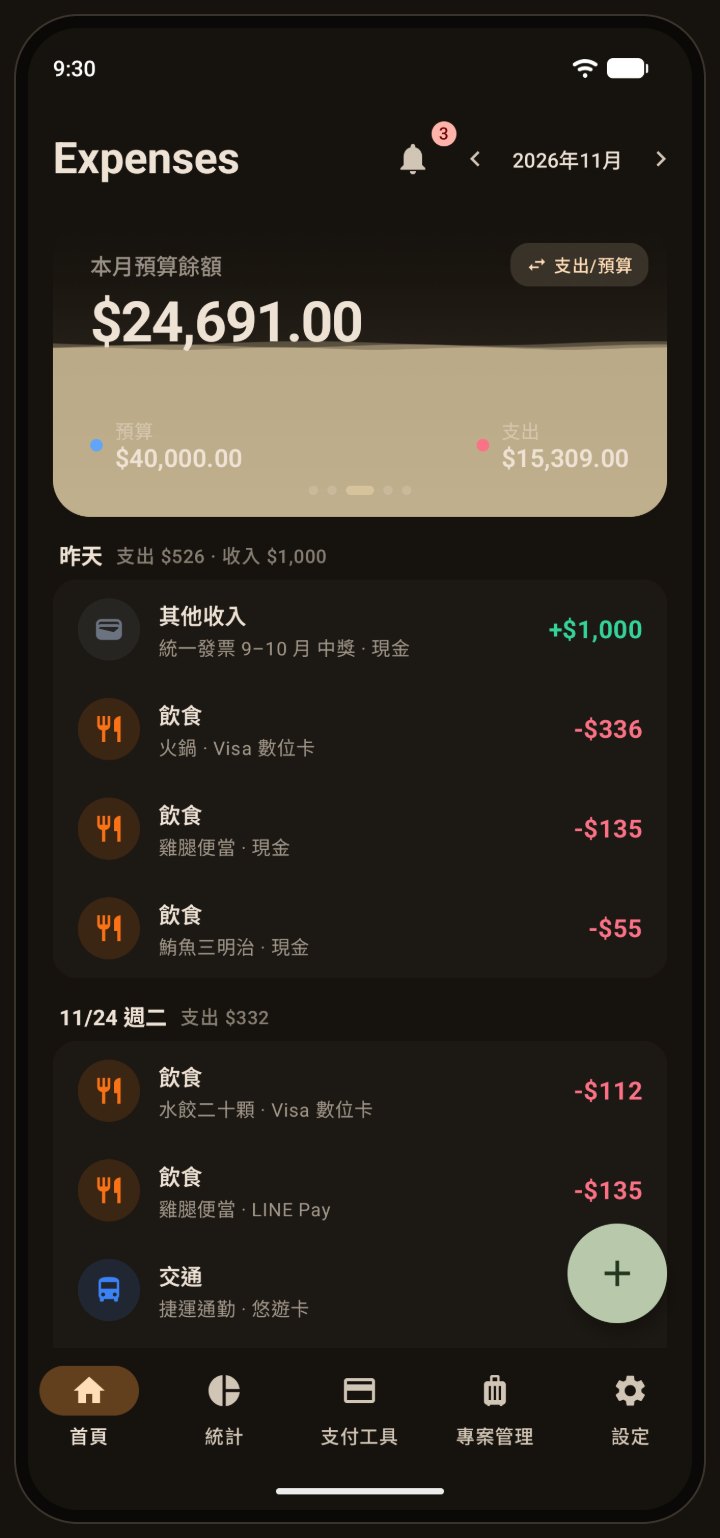 9:30
Expenses
3
2026年11月
本月預算餘額
支出/預算
$24,691.00
預算
$40,000.00
支出
$15,309.00
昨天 支出 $526 · 收入 $1,000
其他收入
統一發票 9–10 月 中獎 · 現金
+$1,000
飲食
火鍋 · Visa 數位卡
-$336
飲食
雞腿便當 · 現金
-$135
飲食
鮪魚三明治 · 現金
-$55
11/24 週二 支出 $332
飲食
水餃二十顆 · Visa 數位卡
-$112
飲食
雞腿便當 · LINE Pay
-$135
交通
捷運通勤 · 悠遊卡
+
首頁
統計
支付工具
專案管理
設定